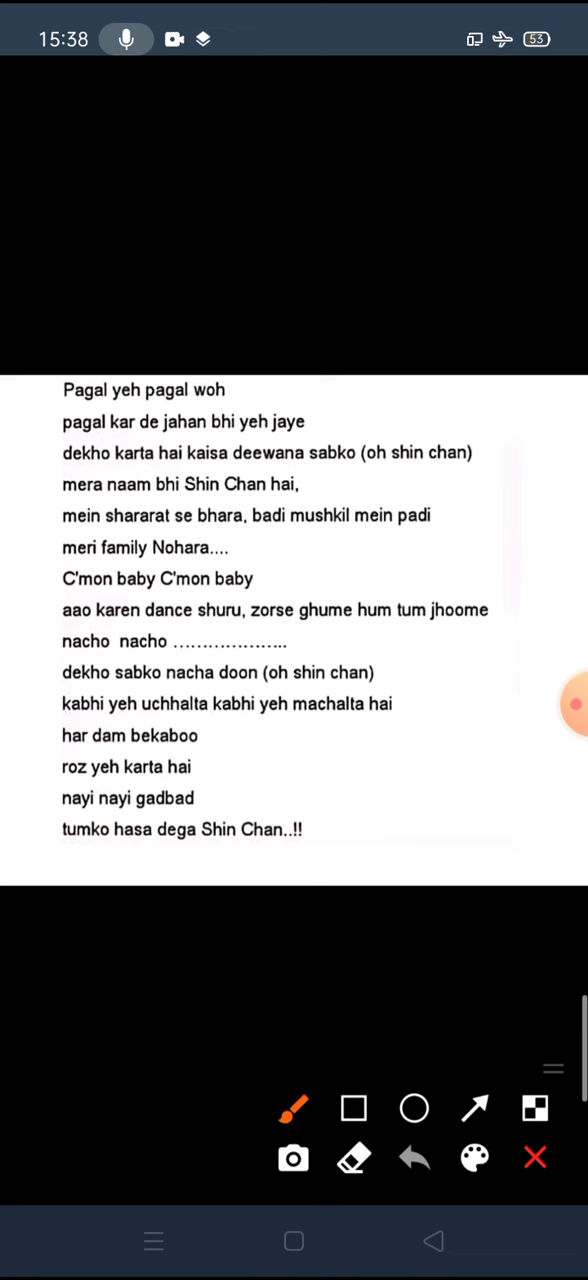 15:38
53
Pagal yeh pagal woh
pagal kar de jahan bhi yeh jaye
dekho karta hai kaisa deewana sabko (oh shin chan)
mera naam bhi Shin Chan hai,
mein shararat se bhara, badi mushkil mein padi
meri family Nohara....
C'mon baby C'mon baby
aao karen dance shuru, zorse ghume hum tum jhoome
nacho  nacho ...................
dekho sabko nacha doon (oh shin chan)
kabhi yeh uchhalta kabhi yeh machalta hai
har dam bekaboo
roz yeh karta hai
nayi nayi gadbad
tumko hasa dega Shin Chan..!!